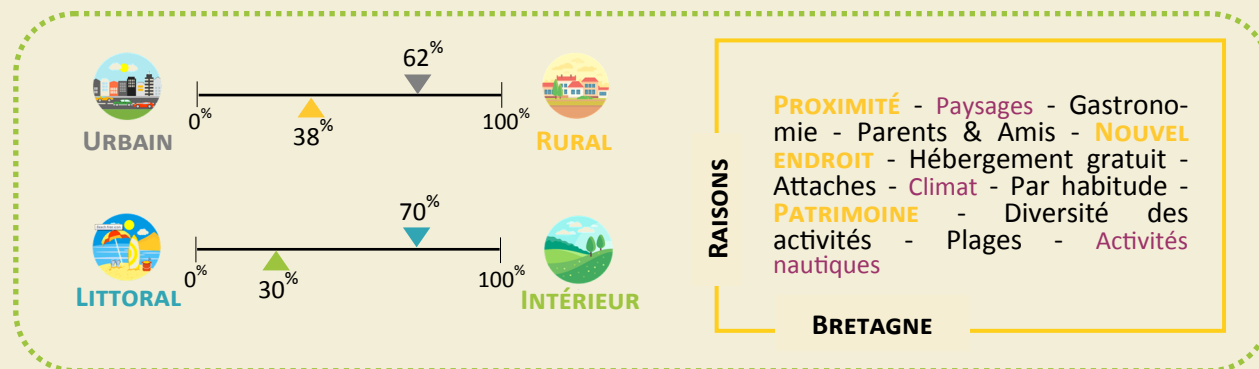 62%
0%
100%
38%
URBAIN
RURAL
70%
0%
100%
30%
LITTORAL
INTÉRIEUR
RAISONS
PROXIMITÉ - Paysages - Gastrono-
mie - Parents & Amis - NOUVEL
ENDROIT - Hébergement gratuit -
Attaches - Climat - Par habitude -
PATRIMOINE - Diversité des
activités - Plages - Activités
nautiques
BRETAGNE